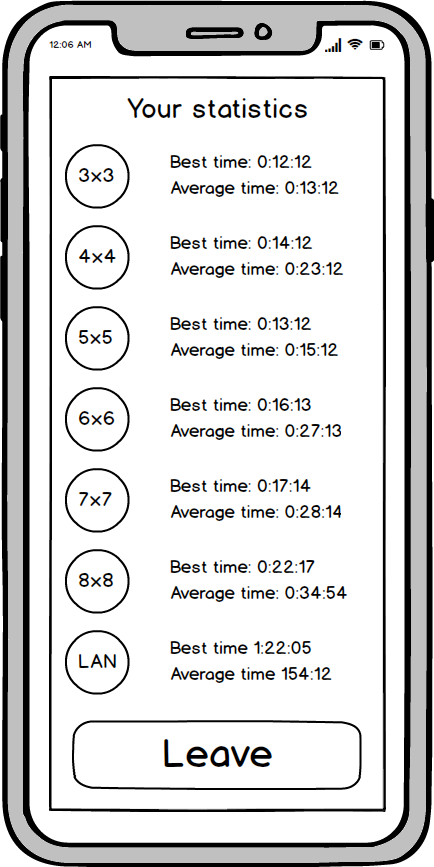 12:06 AM
Your statistics
3x3
Best time: 0:12:12
Average time: 0:13:12
4x4
Best time: 0:14:12
Average time: 0:23:12
5x5
Best time: 0:13:12
Average time: 0:15:12
6x6
Best time: 0:16:13
Average time: 0:27:13
7x7
Best time: 0:17:14
Average time: 0:28:14
8x8
Best time: 0:22:17
Average time: 0:34:54
LAN
Best time 1:22:05
Average time 154:12
Leave